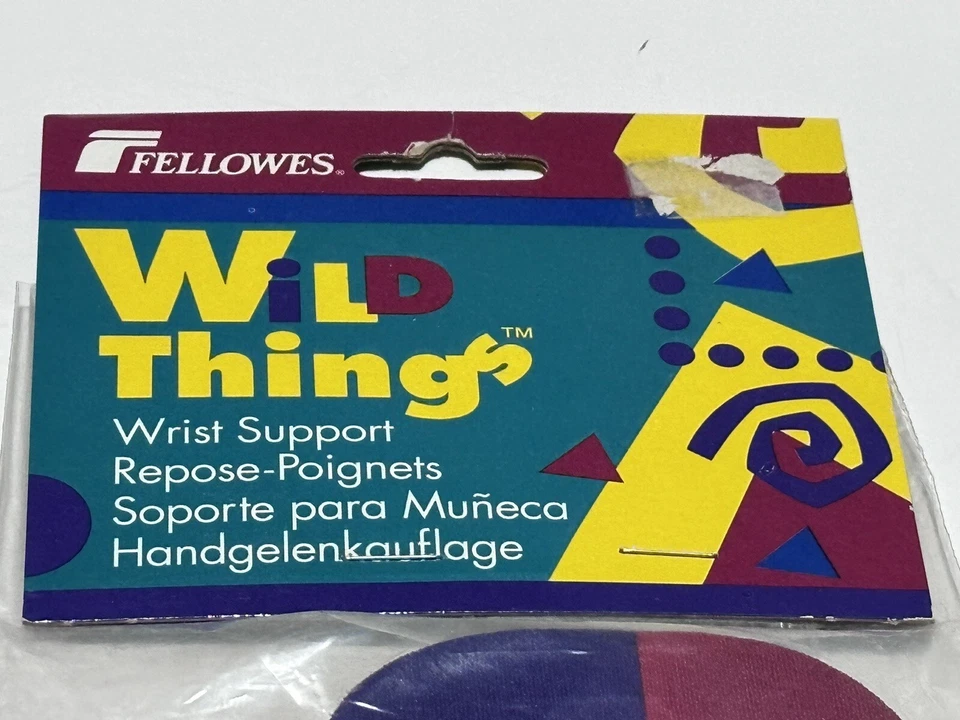 FELLOWES®
WiLD
Things™
Wrist Support
Repose-Poignets
Soporte para Muñeca
Handgelenkauflage